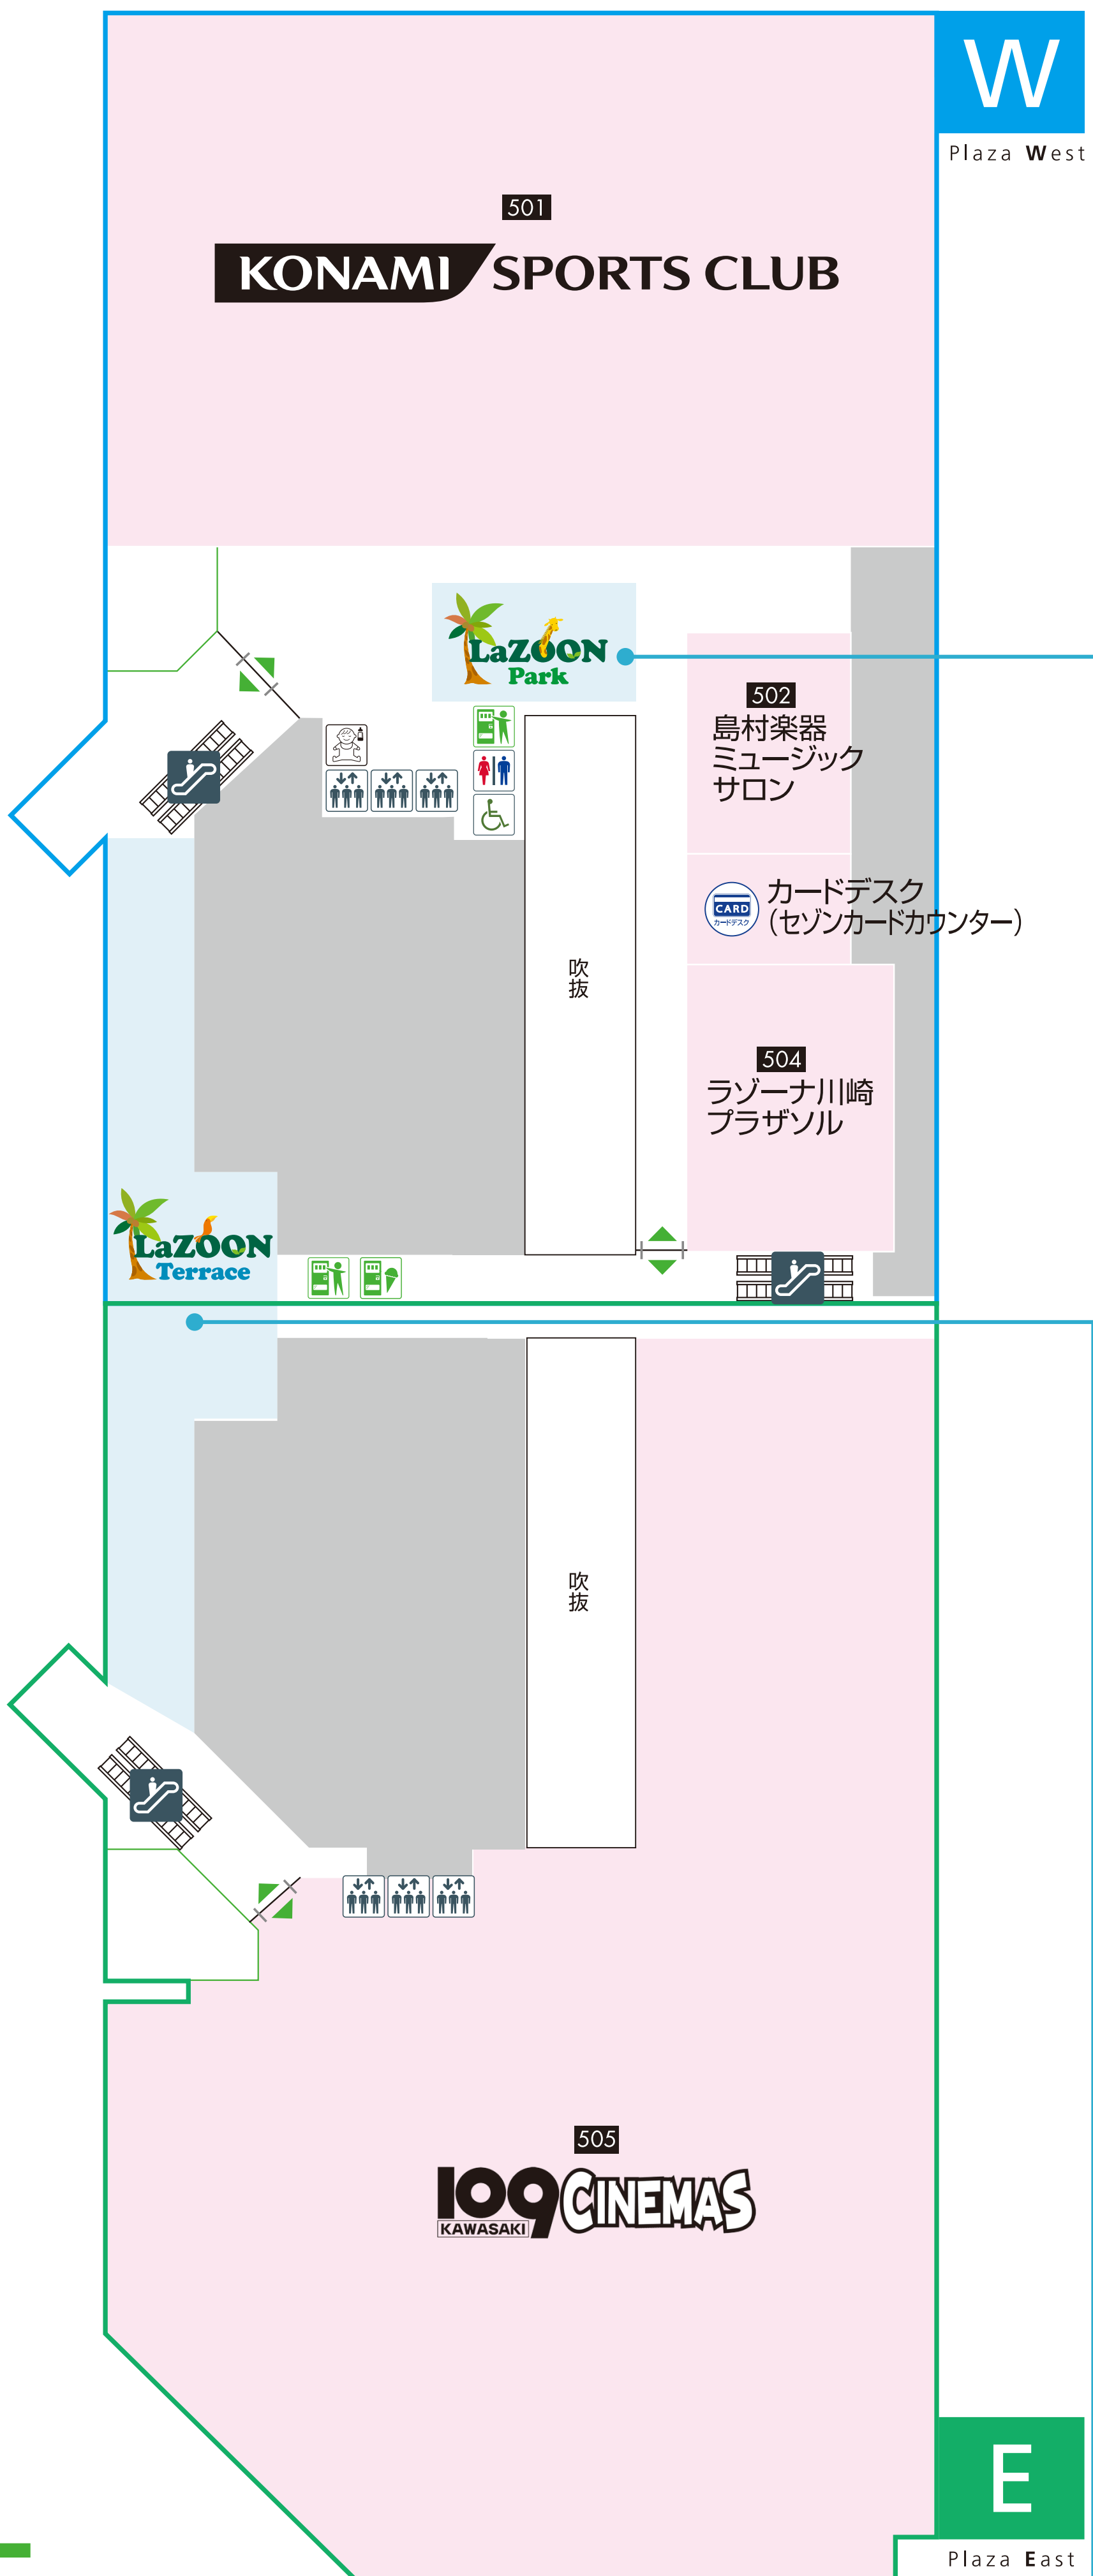 W
Plaza West
501
KONAMI SPORTS CLUB
LaZOON
Park
502
島村楽器
ミュージック
サロン
CARD
カードデスク
カードデスク
（セゾンカードカウンター）
吹抜
504
ラゾーナ川崎
プラザソル
LaZOON
Terrace
吹抜
505
109 CINEMAS
KAWASAKI
E
Plaza East